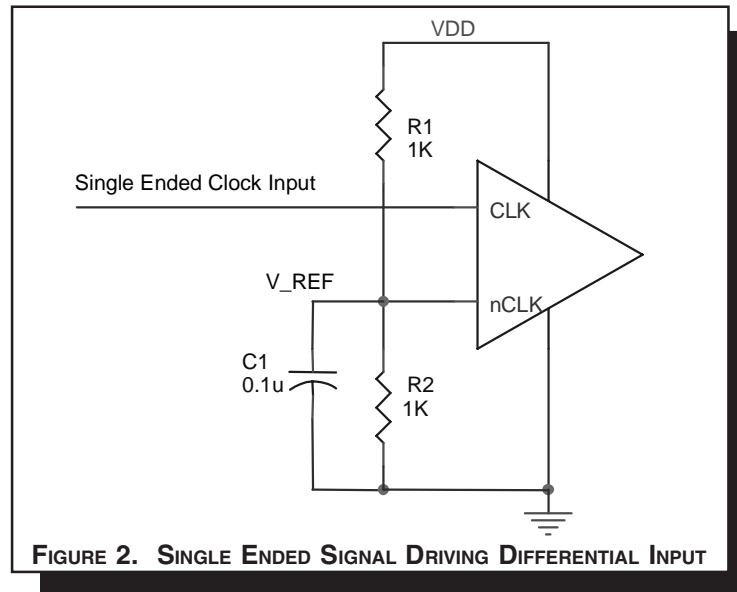 VDD
R1
1K
Single Ended Clock Input
CLK
V_REF
nCLK
C1
0.1u
R2
1K
FIGURE 2. SINGLE ENDED SIGNAL DRIVING DIFFERENTIAL INPUT